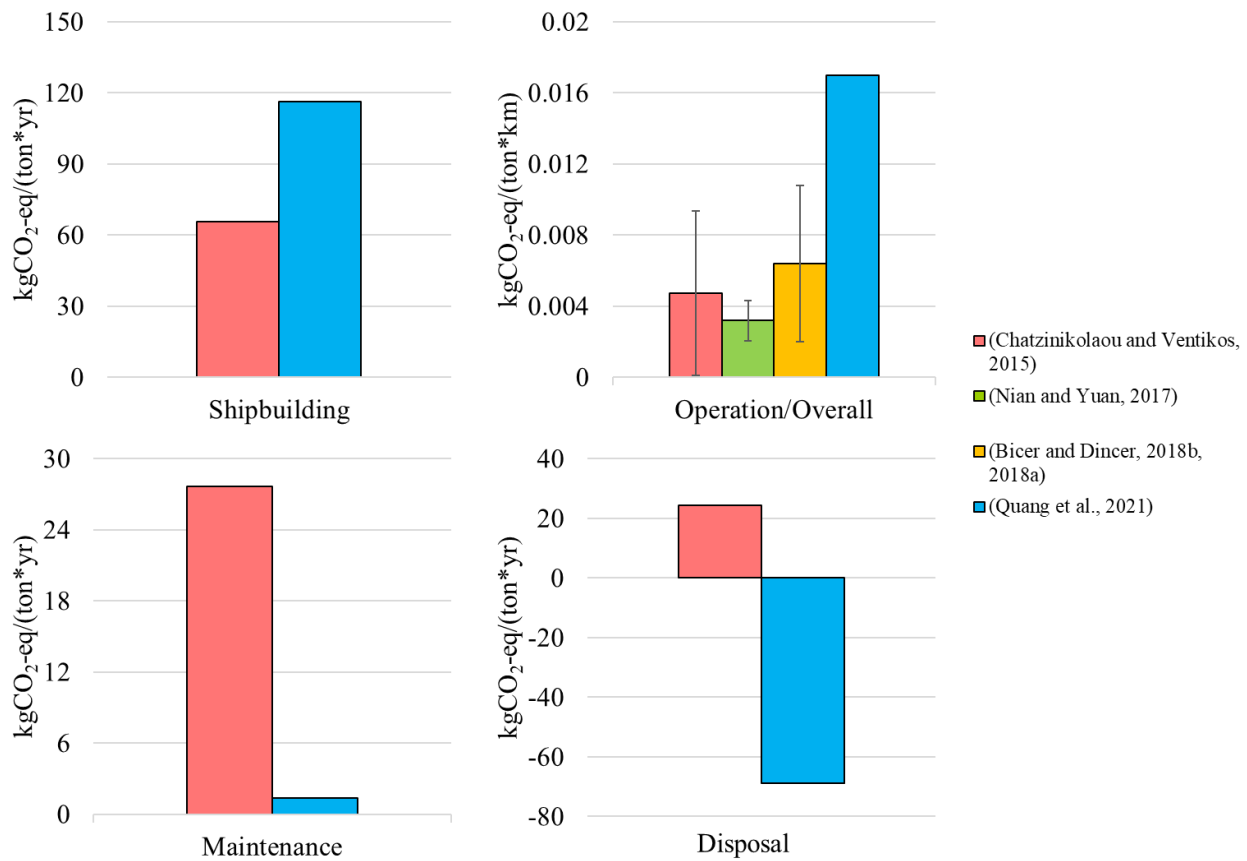 kgCO2-eq/(ton*yr)
150
120
90
60
30
0
Shipbuilding
kgCO2-eq/(ton*km)
0.02
0.016
0.012
0.008
0.004
0
Operation/Overall
kgCO2-eq/(ton*yr)
30
24
18
12
6
0
Maintenance
kgCO2-eq/(ton*yr)
40
20
0
-20
-40
-60
-80
Disposal
(Chatzinikolaou and Ventikos,
2015)
(Nian and Yuan, 2017)
(Bicer and Dincer, 2018b,
2018a)
(Quang et al., 2021)